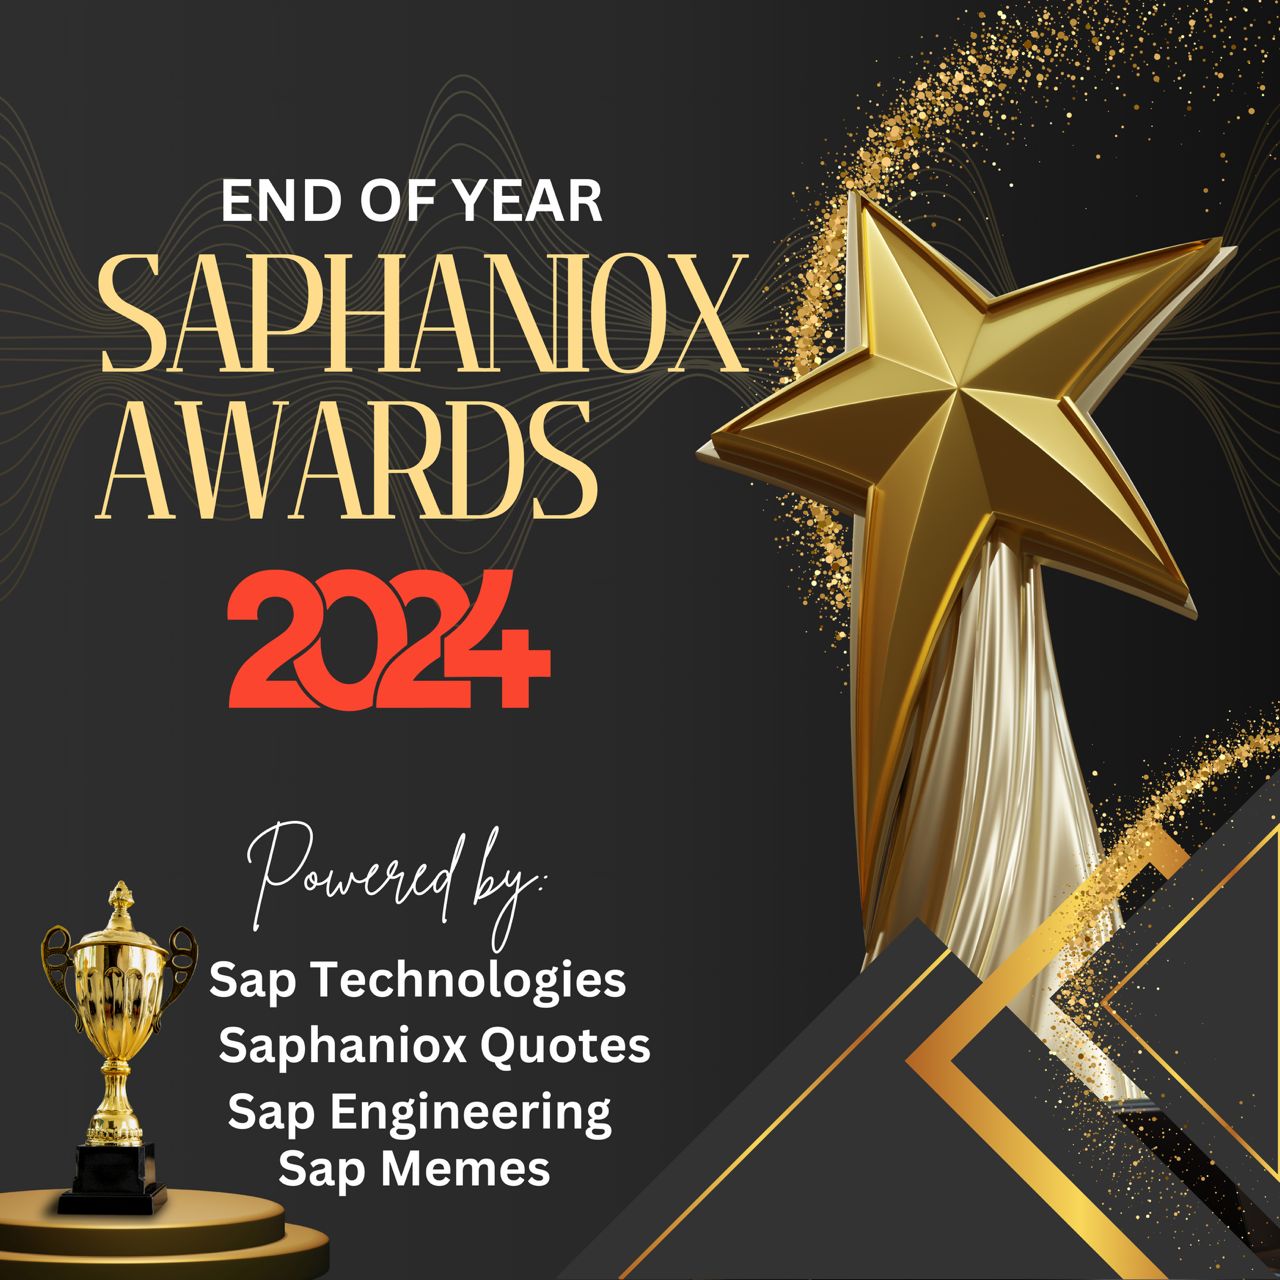 END OF YEAR
SAPHANIOX
AWARDS
2024
Powered by:
Sap Technologies
Saphaniox Quotes
Sap Engineering
Sap Memes